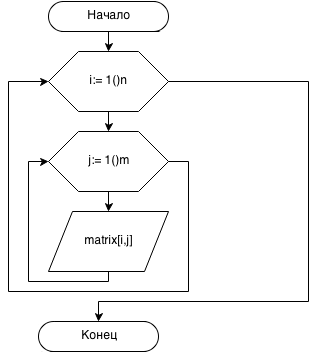 Начало
i:= 1()n
j:= 1()m
matrix[i,j]
Конец